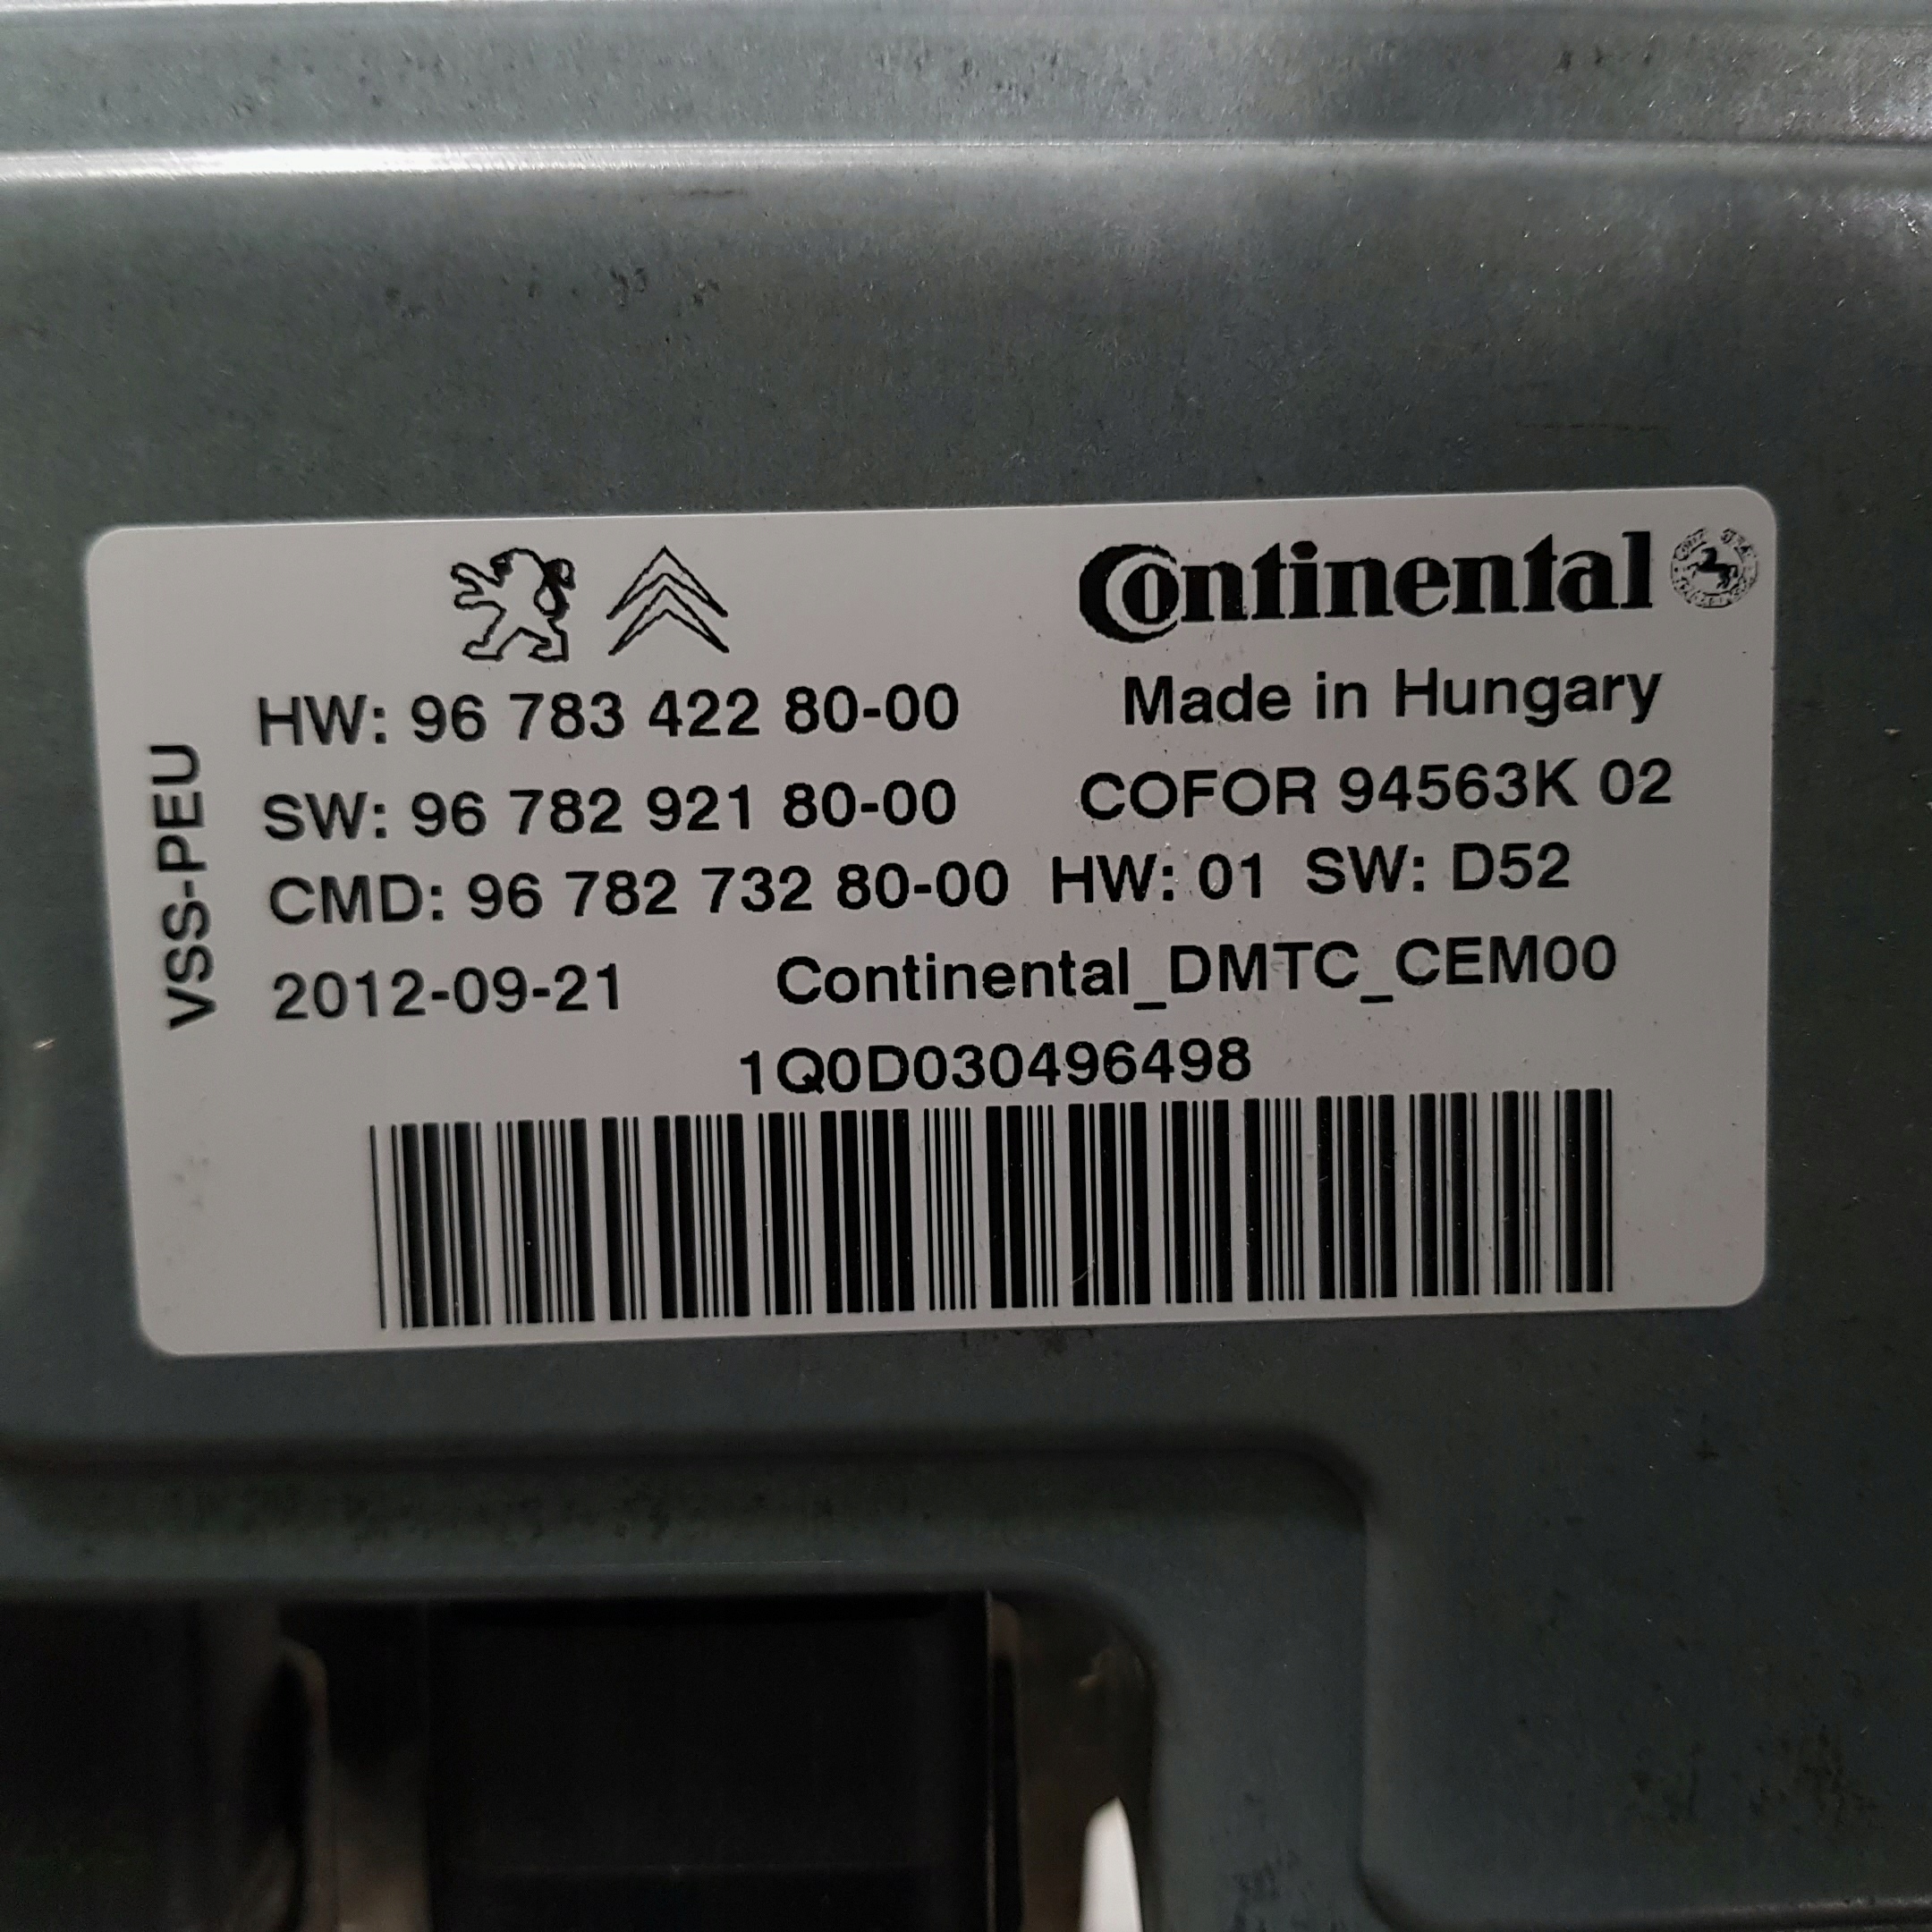 Continental
HW: 96 783 422 80-00
Made in Hungary
SW: 96 782 921 80-00
COFOR 94563K 02
CMD: 96 782 732 80-00 HW: 01 SW: D52
2012-09-21
Continental_DMTC_CEM00
1Q0D030496498
VSS-PEU